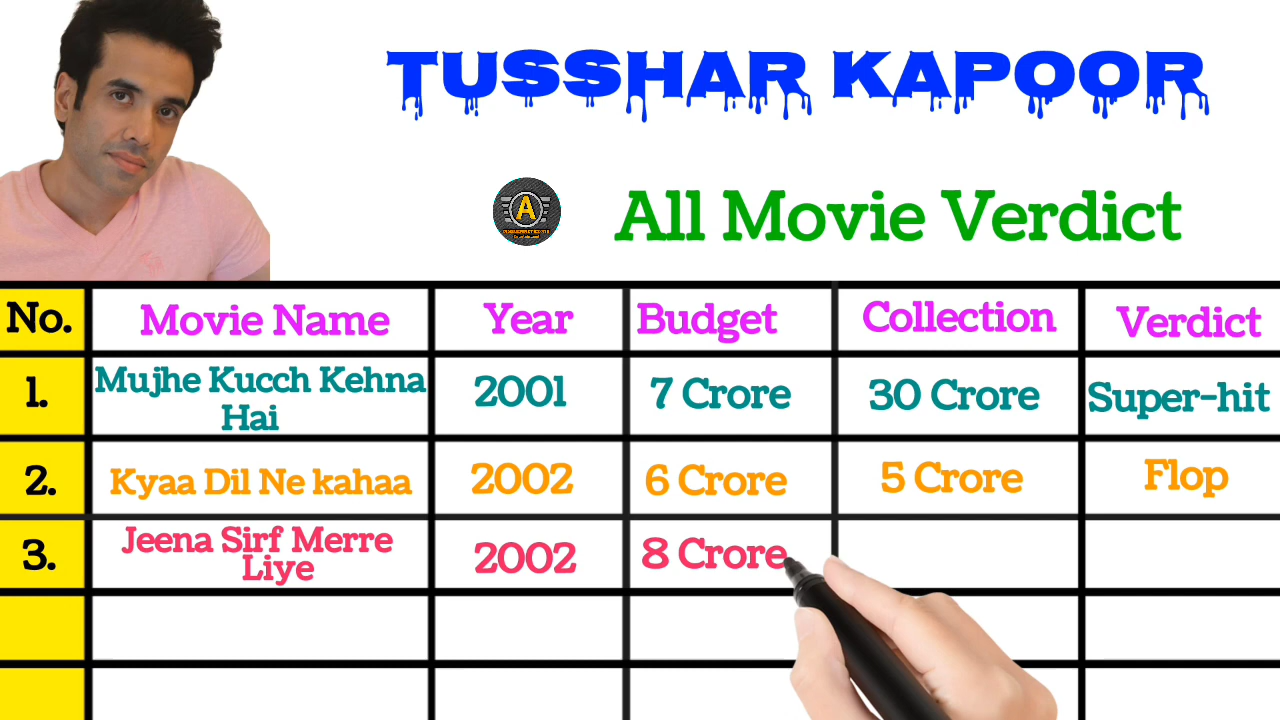 TUSSHAR KAPOOR
A
All Movie Verdict
No. Movie Name Year Budget Collection Verdict
1. Mujhe Kucch Kehna 2001 7 Crore 30 Crore Super-hit
Hai
2. Kyaa Dil Ne kahaa 2002 6 Crore 5 Crore Flop
3. Jeena Sirf Merre 2002 8 Crore
Liye